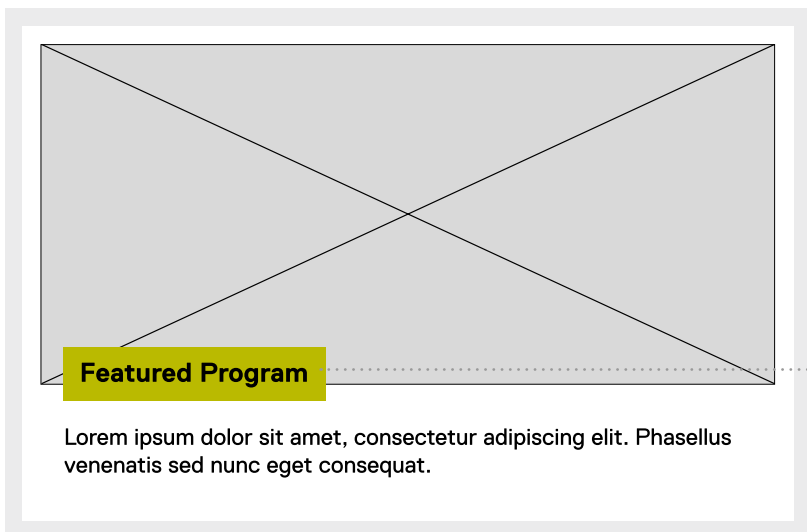 Featured Program
Lorem ipsum dolor sit amet, consectetur adipiscing elit. Phasellus
venenatis sed nunc eget consequat.